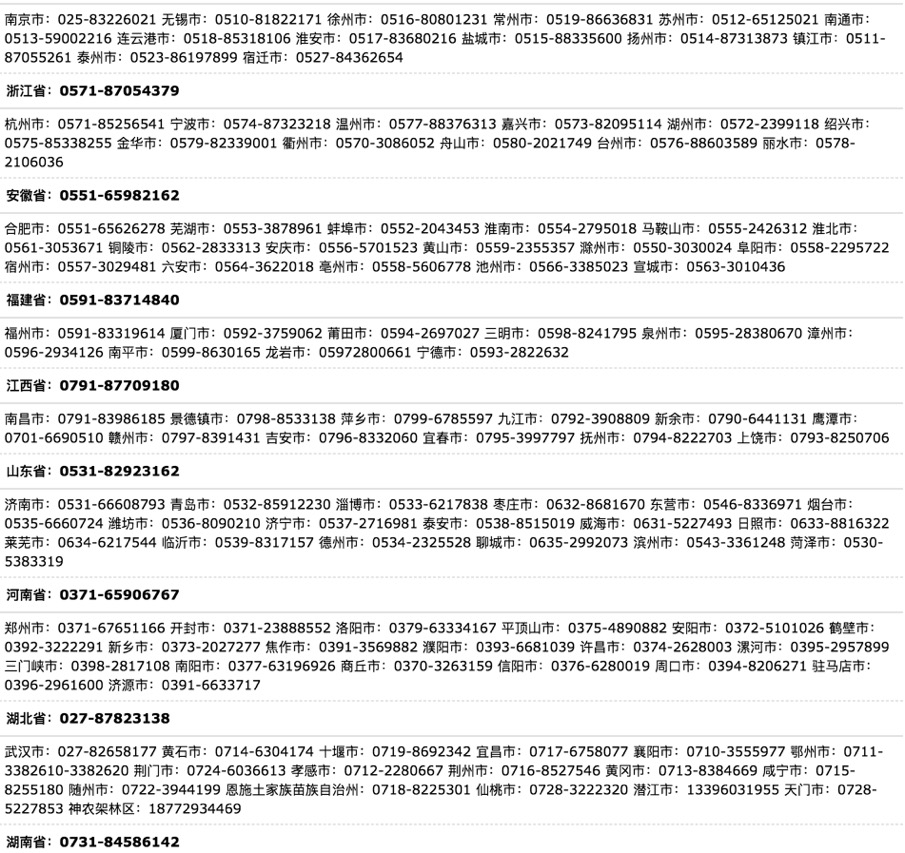 南京市：025-83226021 无锡市：0510-81822171 徐州市：0516-80801231 常州市：0519-86636831 苏州市：0512-65125021 南通市：
0513-59002216 连云港市：0518-85318106 淮安市：0517-83680216 盐城市：0515-88335600 扬州市：0514-87313873 镇江市：0511-
87055261 泰州市：0523-86197899 宿迁市：0527-84362654
浙江省：0571-87054379
杭州市：0571-85256541 宁波市：0574-87323218 温州市：0577-88376313 嘉兴市：0573-82095114 湖州市：0572-2399118 绍兴市：
0575-85338255 金华市：0579-82339001 衢州市：0570-3086052 舟山市：0580-2021749 台州市：0576-88603589 丽水市：0578-
2106036
安徽省：0551-65982162
合肥市：0551-65626278 芜湖市：0553-3878961 蚌埠市：0552-2043453 淮南市：0554-2795018 马鞍山市：0555-2426312 淮北市：
0561-3053671 铜陵市：0562-2833313 安庆市：0556-5701523 黄山市：0559-2355357 滁州市：0550-3030024 阜阳市：0558-2295722
宿州市：0557-3029481 六安市：0564-3622018 亳州市：0558-5606778 池州市：0566-3385023 宣城市：0563-3010436
福建省：0591-83714840
福州市：0591-83319614 厦门市：0592-3759062 莆田市：0594-2697027 三明市：0598-8241795 泉州市：0595-28380670 漳州市：
0596-2934126 南平市：0599-8630165 龙岩市：05972800661 宁德市：0593-2822632
江西省：0791-87709180
南昌市：0791-83986185 景德镇市：0798-8533138 萍乡市：0799-6785597 九江市：0792-3908809 新余市：0790-6441131 鹰潭市：
0701-6690510 赣州市：0797-8391431 吉安市：0796-8332060 宜春市：0795-3997797 抚州市：0794-8222703 上饶市：0793-8250706
山东省：0531-82923162
济南市：0531-66608793 青岛市：0532-85912230 淄博市：0533-6217838 枣庄市：0632-8681670 东营市：0546-8336971 烟台市：
0535-6660724 潍坊市：0536-8090210 济宁市：0537-2716981 泰安市：0538-8515019 威海市：0631-5227493 日照市：0633-8816322
莱芜市：0634-6217544 临沂市：0539-8317157 德州市：0534-2325528 聊城市：0635-2992073 滨州市：0543-3361248 菏泽市：0530-
5383319
河南省：0371-65906767
郑州市：0371-67651166 开封市：0371-23888552 洛阳市：0379-63334167 平顶山市：0375-4890882 安阳市：0372-5101026 鹤壁市：
0392-3222291 新乡市：0373-2027277 焦作市：0391-3569882 濮阳市：0393-6681039 许昌市：0374-2628003 漯河市：0395-2957899
三门峡市：0398-2817108 南阳市：0377-63196926 商丘市：0370-3263159 信阳市：0376-6280019 周口市：0394-8206271 驻马店市：
0396-2961600 济源市：0391-6633717
湖北省：027-87823138
武汉市：027-82658177 黄石市：0714-6304174 十堰市：0719-8692342 宜昌市：0717-6758077 襄阳市：0710-3555977 鄂州市：0711-
3382610-3382620 荆门市：0724-6036613 孝感市：0712-2280667 荆州市：0716-8527546 黄冈市：0713-8384669 咸宁市：0715-
8255180 随州市：0722-3944199 恩施土家族苗族自治州：0718-8225301 仙桃市：0728-3222320 潜江市：13396031955 天门市：0728-
5227853 神农架林区：18772934469
湖南省：0731-84586142